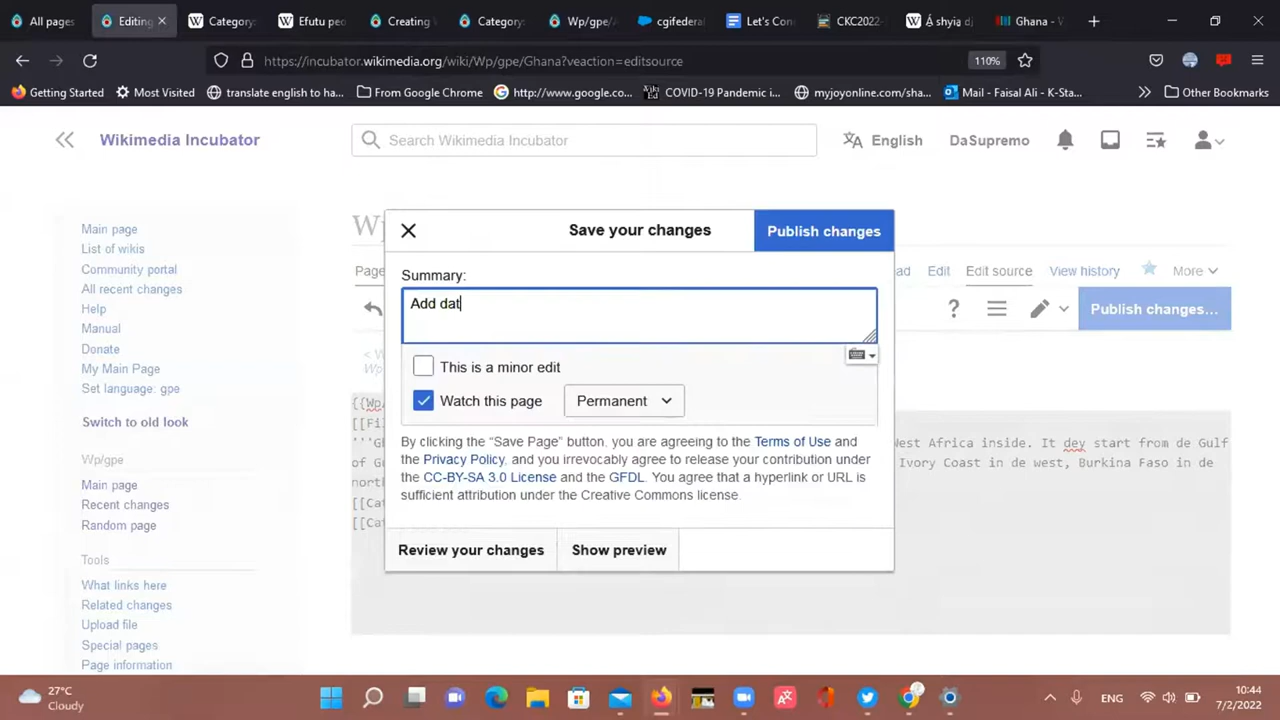 All pages
Editing
Category:
Efutu peo
Creating
Category:
Wp/gpe/
cgifederal
Let's Con
CKC2022-
Ghana - 
https://incubator.wikimedia.org/wiki/Wp/gpe/Ghana?veaction=editsource
110%
Getting Started
Most Visited
translate english to ha...
From Google Chrome
http://www.google.co...
COVID-19 Pandemic i...
myjoyonline.com/sha...
Mail - Faisal Ali - K-Sta...
Other Bookmarks
Wikimedia Incubator
Search Wikimedia Incubator
English
DaSupremo
Main page
List of wikis
Community portal
All recent changes
Help
Manual
Donate
My Main Page
Set language: gpe
Switch to old look
Wp/gpe
Main page
Recent changes
Random page
Tools
What links here
Related changes
Upload file
Special pages
Page information
Edit
Edit source
View history
More
?
Publish changes...
Save your changes
Publish changes
Summary:
Add dat
This is a minor edit
Watch this page
Permanent
By clicking the “Save Page” button, you are agreeing to the Terms of Use and
the Privacy Policy, and you irrevocably agree to release your contribution under
the CC-BY-SA 3.0 License and the GFDL. You agree that a hyperlink or URL is
sufficient attribution under the Creative Commons license.
Review your changes
Show preview
West Africa inside. It dey start from de Gulf
Ivory Coast in de west, Burkina Faso in de
27°C
Cloudy
ENG
10:44
7/2/2022